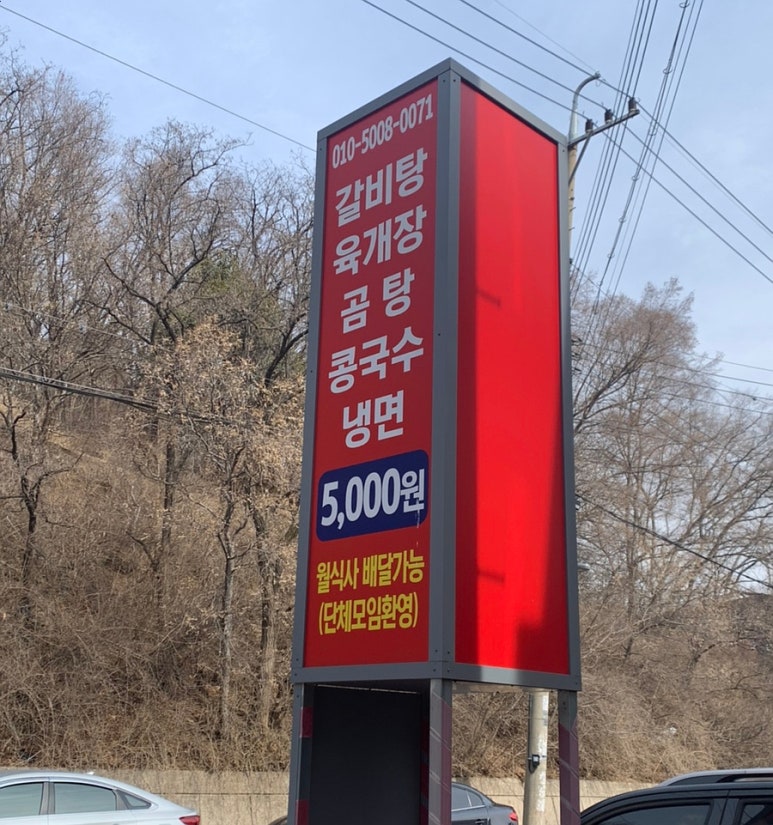 010-5008-0071
갈비탕
육개장
곰 탕
콩국수
냉면
5,000원
월식사 배달가능
(단체모임환영)